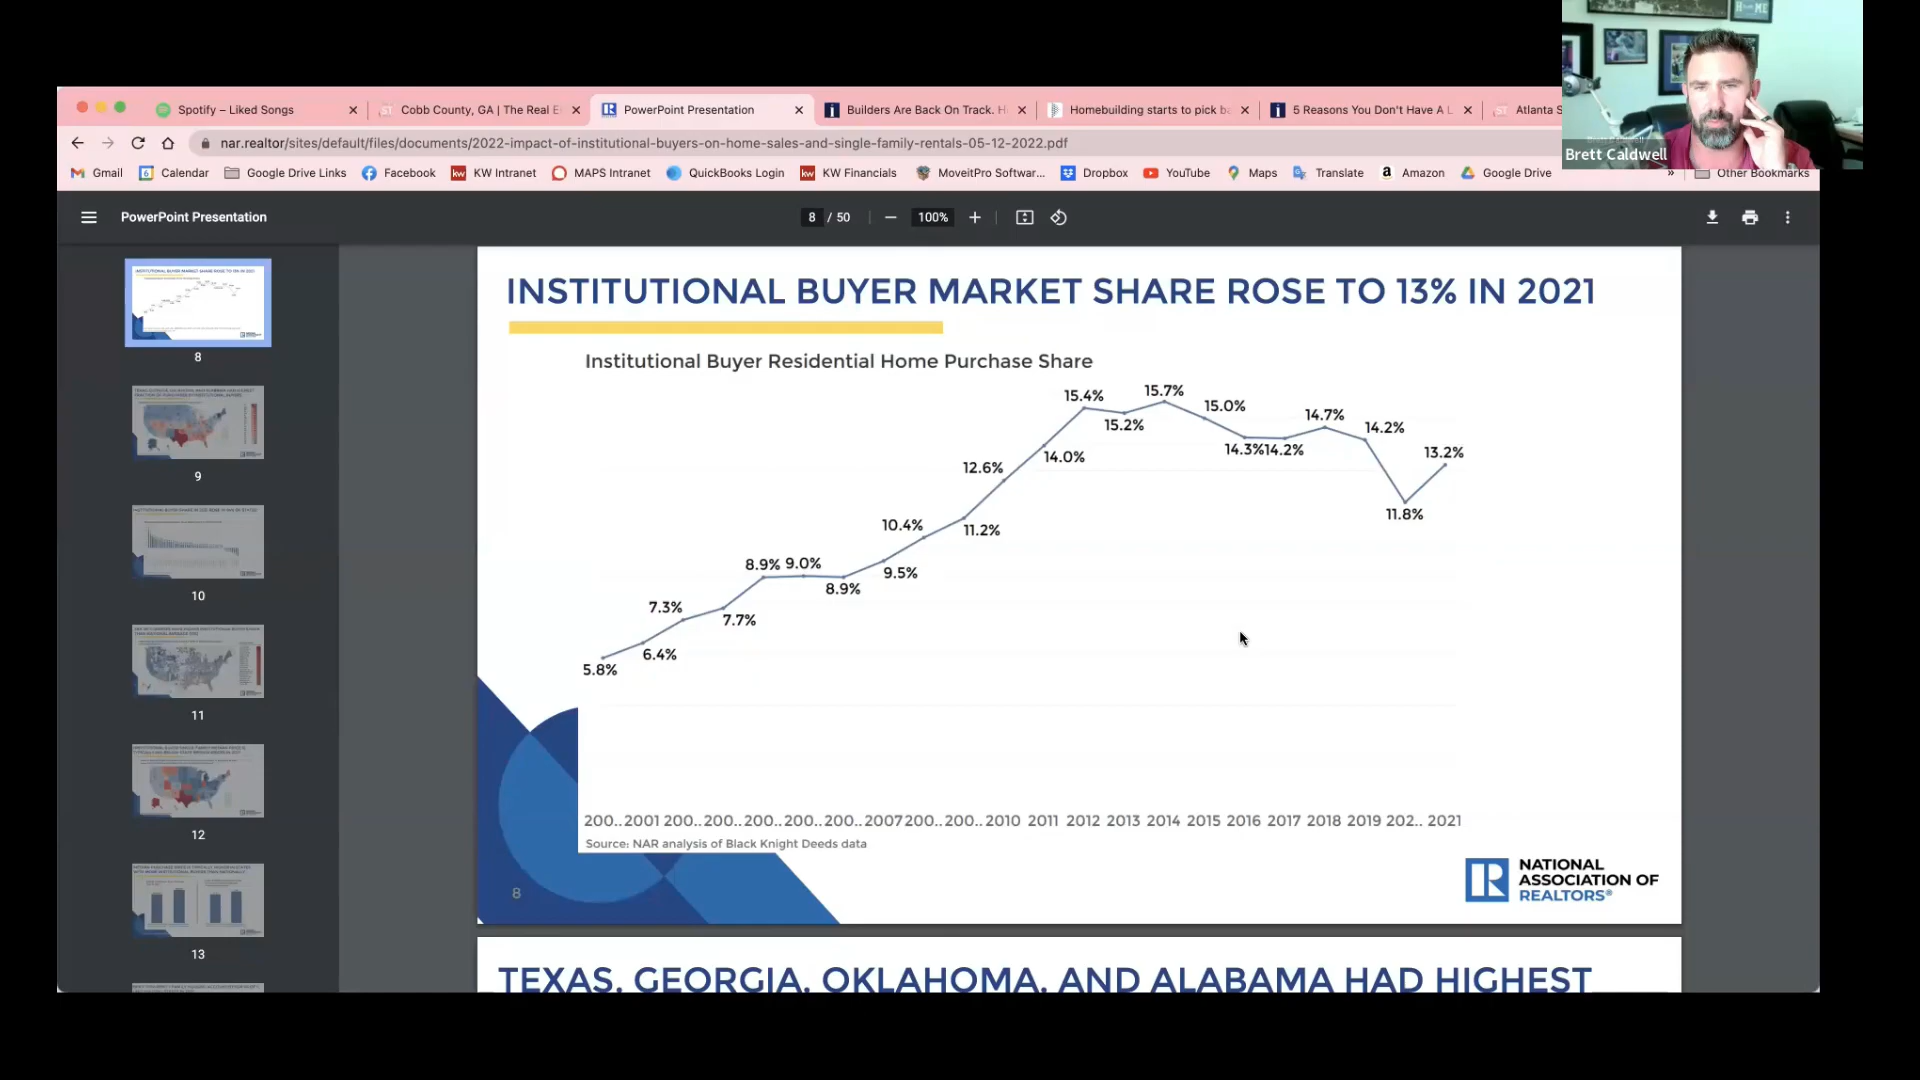 HOME
Brett Caldwell
Spotify – Liked Songs
Cobb County, GA | The Real E
PowerPoint Presentation
Builders Are Back On Track. H
Homebuilding starts to pick b
5 Reasons You Don't Have A L
Atlanta S
nar.realtor/sites/default/files/documents/2022-impact-of-institutional-buyers-on-home-sales-and-single-family-rentals-05-12-2022.pdf
Gmail
Calendar
Google Drive Links
Facebook
KW Intranet
MAPS Intranet
QuickBooks Login
KW Financials
MoveitPro Softwar...
Dropbox
YouTube
Maps
Translate
Amazon
Google Drive
»
Other Bookmarks
PowerPoint Presentation
8 / 50
100%
8
9
10
11
12
13
INSTITUTIONAL BUYER MARKET SHARE ROSE TO 13% IN 2021
Institutional Buyer Residential Home Purchase Share
5.8%
6.4%
7.3%
7.7%
8.9%
9.0%
8.9%
9.5%
10.4%
11.2%
12.6%
14.0%
15.4%
15.2%
15.7%
15.0%
14.3%
14.2%
14.7%
14.2%
11.8%
13.2%
200.. 2001 200.. 200.. 200.. 200.. 200.. 2007 200.. 200.. 2010 2011 2012 2013 2014 2015 2016 2017 2018 2019 202.. 2021
Source: NAR analysis of Black Knight Deeds data
8
NATIONAL
ASSOCIATION OF
REALTORS®
TEXAS, GEORGIA, OKLAHOMA, AND ALABAMA HAD HIGHEST